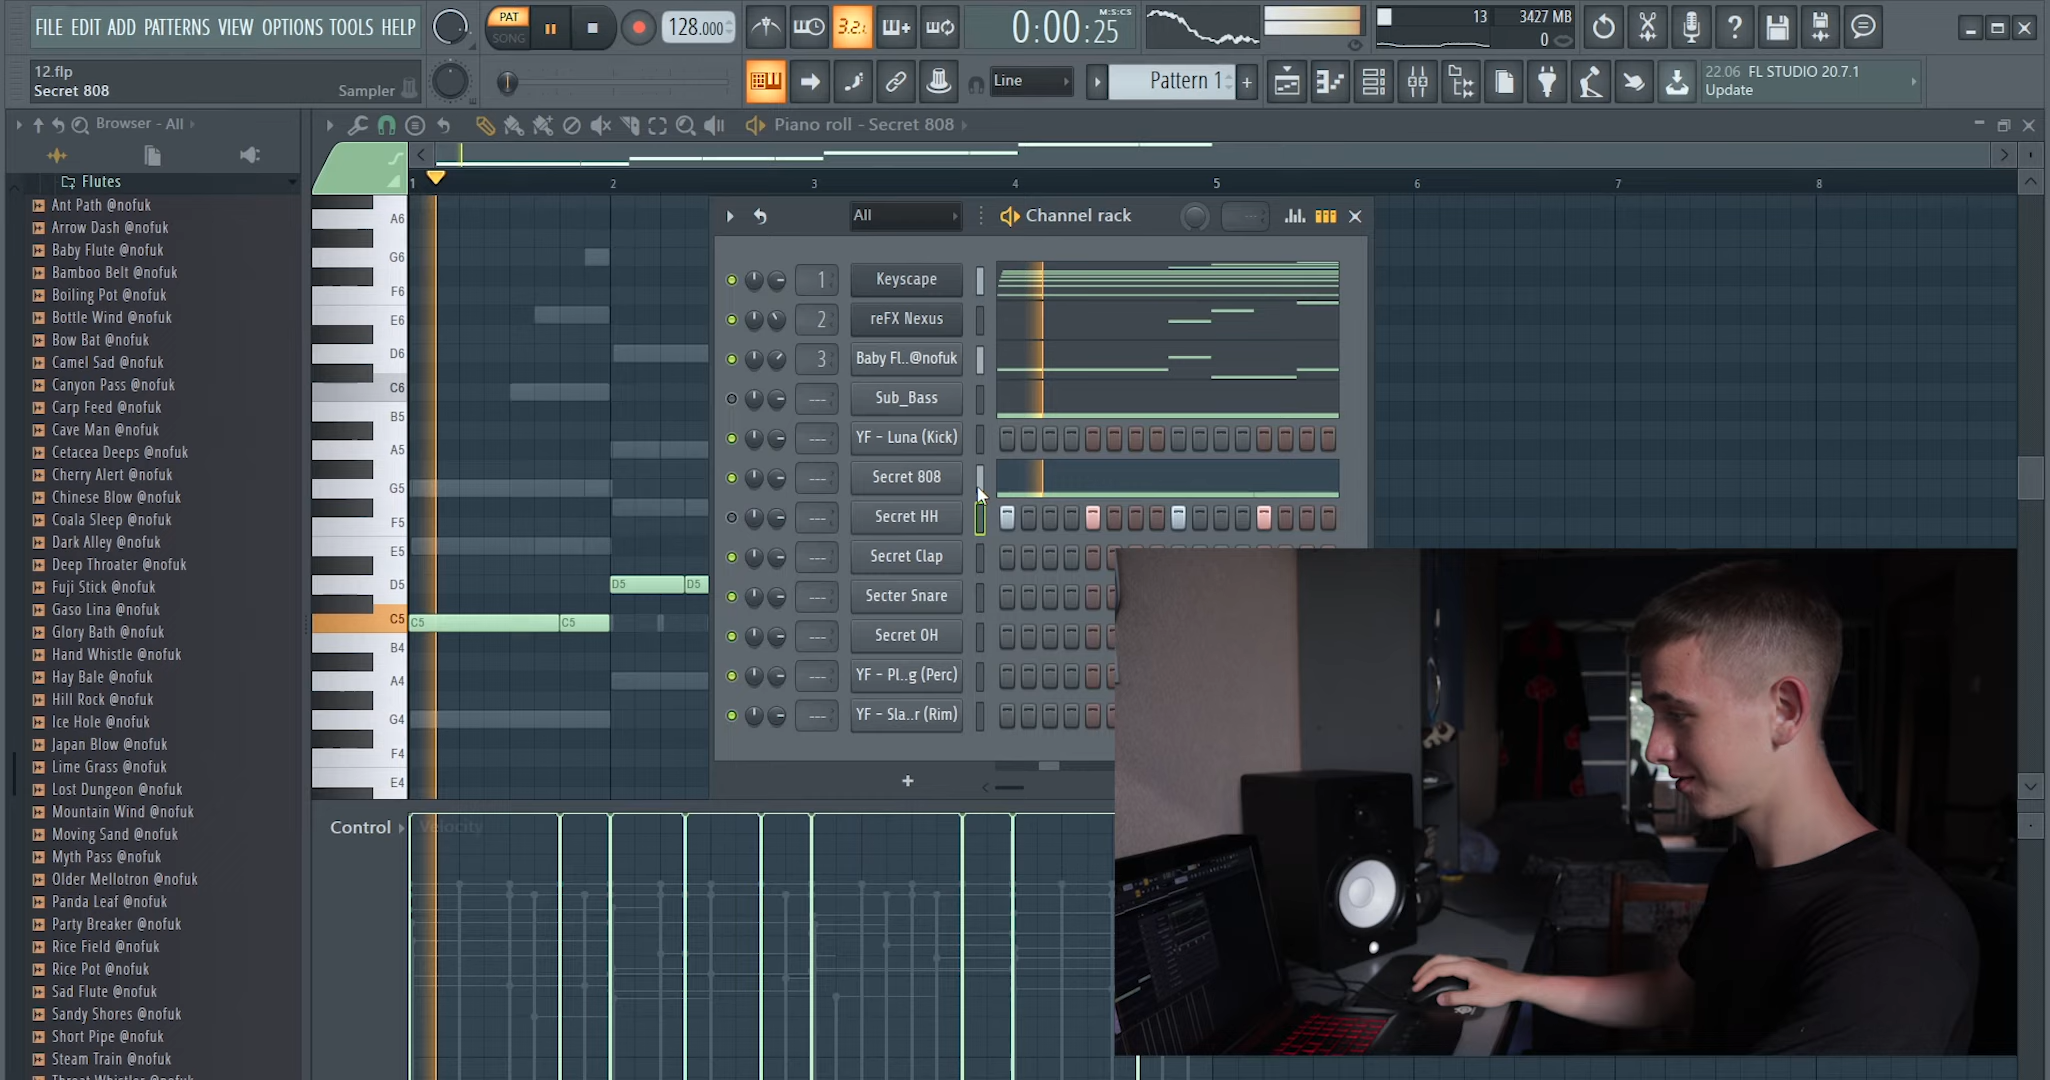 FILE EDIT ADD PATTERNS VIEW OPTIONS TOOLS HELP
PAT
SONG
128.000
3.2.
0:00:25
M:S:CS
13
3427 MB
0
12.flp
Secret 808
Sampler
Line
Pattern 1
+
22.06 FL STUDIO 20.7.1
Update
Browser - All
Piano roll - Secret 808
Flutes
Ant Path @nofuk
Arrow Dash @nofuk
Baby Flute @nofuk
Bamboo Belt @nofuk
Boiling Pot @nofuk
Bottle Wind @nofuk
Bow Bat @nofuk
Camel Sad @nofuk
Canyon Pass @nofuk
Carp Feed @nofuk
Cave Man @nofuk
Cetacea Deeps @nofuk
Cherry Alert @nofuk
Chinese Blow @nofuk
Coala Sleep @nofuk
Dark Alley @nofuk
Deep Throater @nofuk
Fuji Stick @nofuk
Gaso Lina @nofuk
Glory Bath @nofuk
Hand Whistle @nofuk
Hay Bale @nofuk
Hill Rock @nofuk
Ice Hole @nofuk
Japan Blow @nofuk
Lime Grass @nofuk
Lost Dungeon @nofuk
Mountain Wind @nofuk
Moving Sand @nofuk
Myth Pass @nofuk
Older Mellotron @nofuk
Panda Leaf @nofuk
Party Breaker @nofuk
Rice Field @nofuk
Rice Pot @nofuk
Sad Flute @nofuk
Sandy Shores @nofuk
Short Pipe @nofuk
Steam Train @nofuk
1 2 3 4 5 6 7 8
A6
G6
F6
E6
D6
C6
B5
A5
G5
F5
E5
D5 D5 D5
C5 C5 C5
B4
A4
G4
F4
E4
Control
Velocity
All
Channel rack
1 Keyscape
2 reFX Nexus
3 Baby Fl..@nofuk
--- Sub_Bass
--- YF - Luna (Kick)
--- Secret 808
--- Secret HH
--- Secret Clap
--- Secter Snare
--- Secret OH
--- YF - Pl..g (Perc)
--- YF - Sla..r (Rim)
+